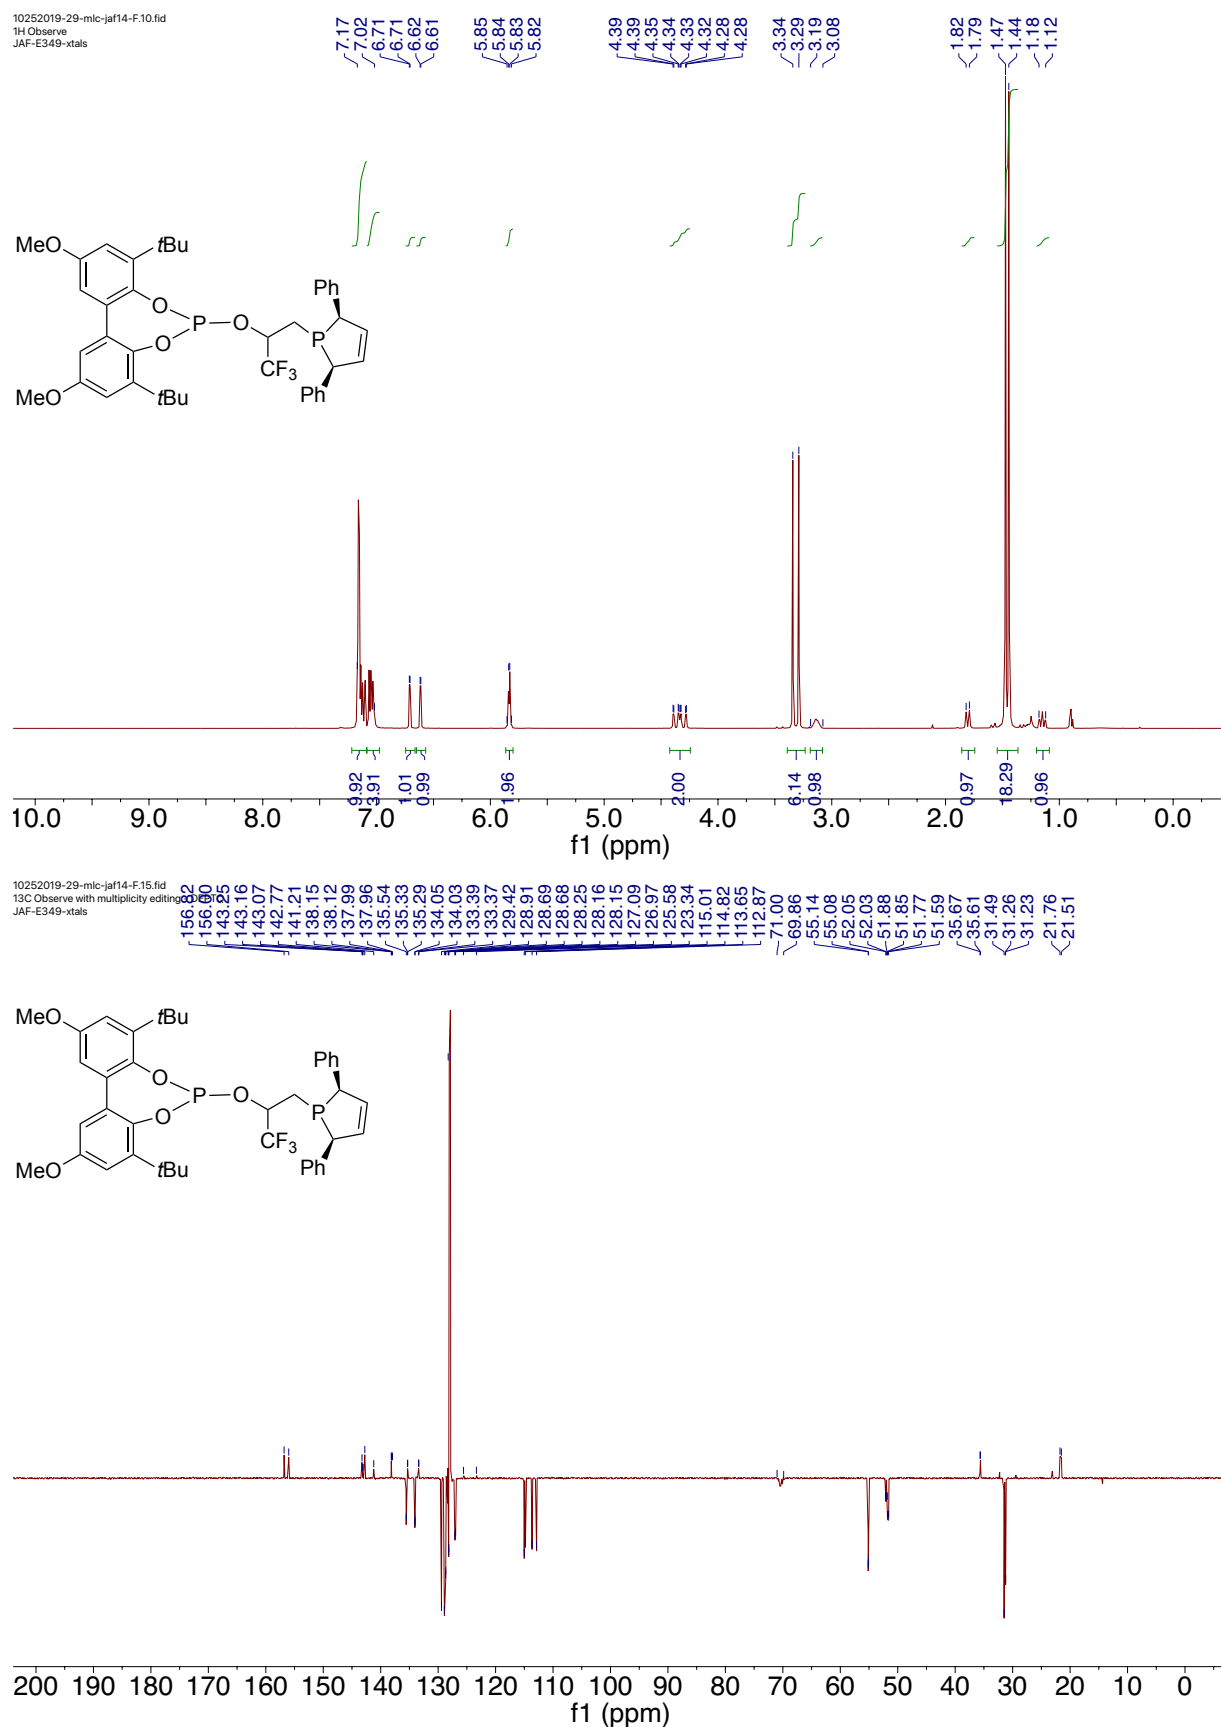 10252019-29-mlc-jaf14-F.10.fid
1H Observe
JAF-E349-xtals
7.17
7.02
6.71
6.71
6.62
6.61
5.85
5.84
5.83
5.82
4.39
4.39
4.35
4.34
4.33
4.32
4.28
4.28
3.34
3.29
3.19
3.08
1.82
1.79
1.47
1.44
1.18
1.12
MeO
tBu
Ph
O
P
O
P
O
CF3
MeO
tBu
Ph
9.92
3.91
1.01
0.99
1.96
2.00
6.14
0.98
0.97
18.29
0.96
10.0 9.0 8.0 7.0 6.0 5.0 4.0 3.0 2.0 1.0 0.0
f1 (ppm)
10252019-29-mlc-jaf14-F.15.fid
13C Observe with multiplicity editing
JAF-E349-xtals
156.82
156.00
143.25
143.16
143.07
142.77
141.21
138.15
138.12
137.99
137.96
135.54
135.33
135.29
134.05
134.03
133.39
133.37
129.42
128.91
128.69
128.68
128.25
128.16
128.15
127.09
126.97
125.58
123.34
115.01
114.82
113.65
112.87
71.00
69.86
55.14
55.08
52.05
52.03
51.88
51.85
51.77
51.59
35.67
35.61
31.49
31.26
31.23
21.76
21.51
MeO
tBu
Ph
O
P
O
P
O
CF3
MeO
tBu
Ph
200 190 180 170 160 150 140 130 120 110 100 90 80 70 60 50 40 30 20 10 0
f1 (ppm)